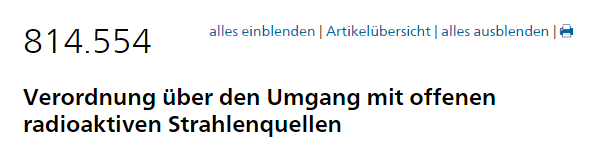 814.554
alles einblenden | Artikelübersicht | alles ausblenden |
Verordnung über den Umgang mit offenen
radioaktiven Strahlenquellen